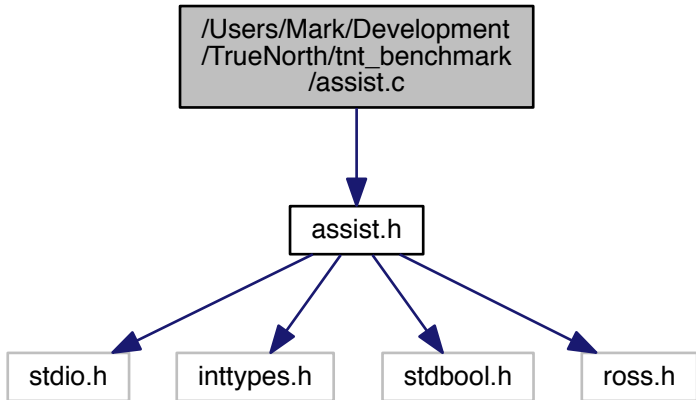 /Users/Mark/Development
/TrueNorth/tnt_benchmark
/assist.c
assist.h
stdio.h
inttypes.h
stdbool.h
ross.h